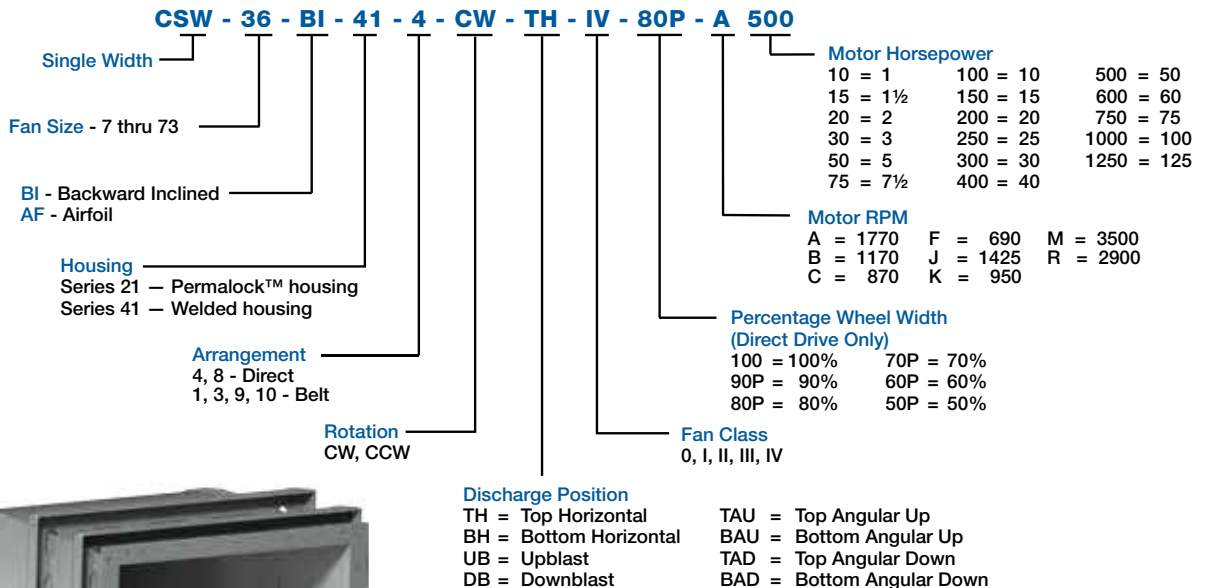 CSW - 36 - BI - 41 - 4 - CW - TH - IV - 80P - A 500
Single Width
Fan Size - 7 thru 73
BI - Backward Inclined
AF - Airfoil
Housing
Series 21 — Permalock™ housing
Series 41 — Welded housing
Arrangement
4, 8 - Direct
1, 3, 9, 10 - Belt
Rotation
CW, CCW
Discharge Position
TH = Top Horizontal TAU = Top Angular Up
BH = Bottom Horizontal BAU = Bottom Angular Up
UB = Upblast TAD = Top Angular Down
DB = Downblast BAD = Bottom Angular Down
Fan Class
0, I, II, III, IV
Percentage Wheel Width
(Direct Drive Only)
100 = 100% 70P = 70%
90P = 90% 60P = 60%
80P = 80% 50P = 50%
Motor RPM
A = 1770 F = 690 M = 3500
B = 1170 J = 1425 R = 2900
C = 870 K = 950
Motor Horsepower
10 = 1 100 = 10 500 = 50
15 = 1½ 150 = 15 600 = 60
20 = 2 200 = 20 750 = 75
30 = 3 250 = 25 1000 = 100
50 = 5 300 = 30 1250 = 125
75 = 7½ 400 = 40